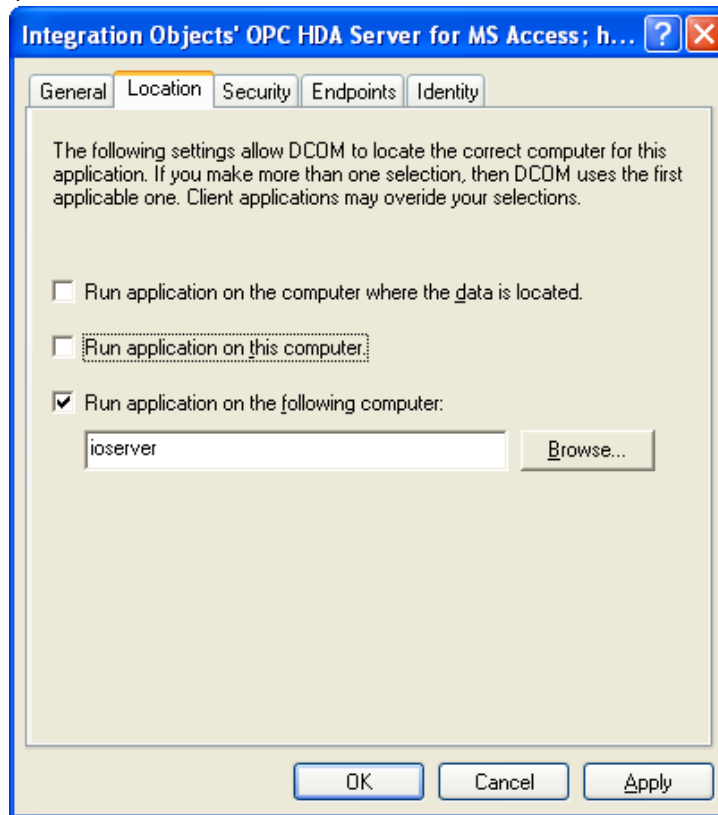 Integration Objects' OPC HDA Server for MS Access; h...
General Location Security Endpoints Identity
The following settings allow DCOM to locate the correct computer for this
application. If you make more than one selection, then DCOM uses the first
applicable one. Client applications may overide your selections.
Run application on the computer where the data is located.
Run application on this computer.
Run application on the following computer:
ioserver
Browse...
OK Cancel Apply